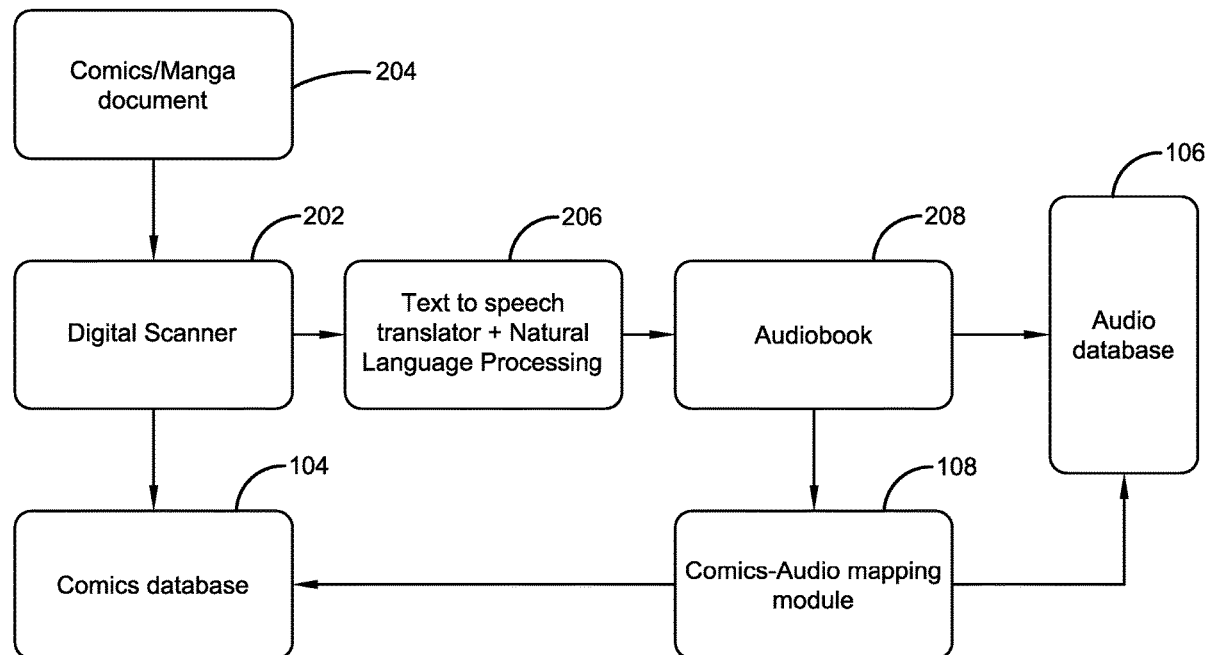 Comics/Manga
document
204
106
202
206
208
Digital Scanner
Text to speech
translator + Natural
Language Processing
Audiobook
Audio
database
104
108
Comics database
Comics-Audio mapping
module